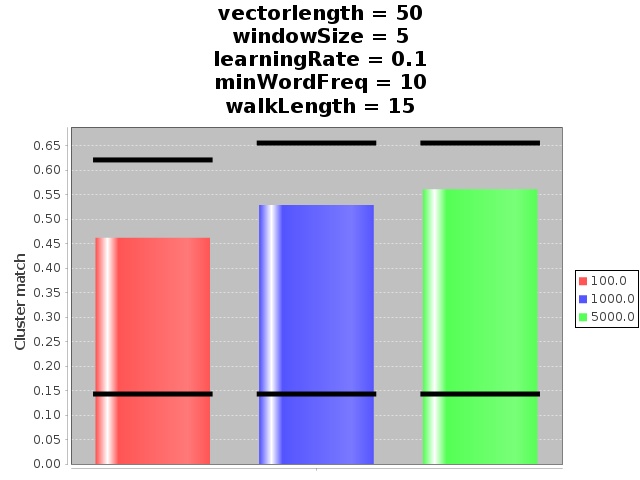 vectorlength = 50
windowSize = 5
learningRate = 0.1
minWordFreq = 10
walkLength = 15
0.65
0.60
0.55
0.50
0.45
0.40
0.35
0.30
0.25
0.20
0.15
0.10
0.05
0.00
Cluster match
100.0
1000.0
5000.0